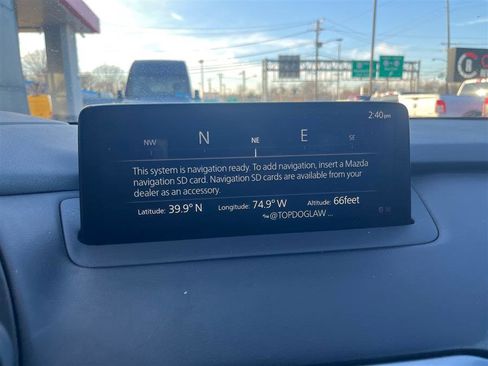 2:40pm
NW N NE E SE
This system is navigation ready. To add navigation, insert a Mazda
navigation SD card. Navigation SD cards are available from your
dealer as an accessory.
Latitude: 39.9° N Longitude: 74.9° W Altitude: 66feet
@TOPDOGLAW ...